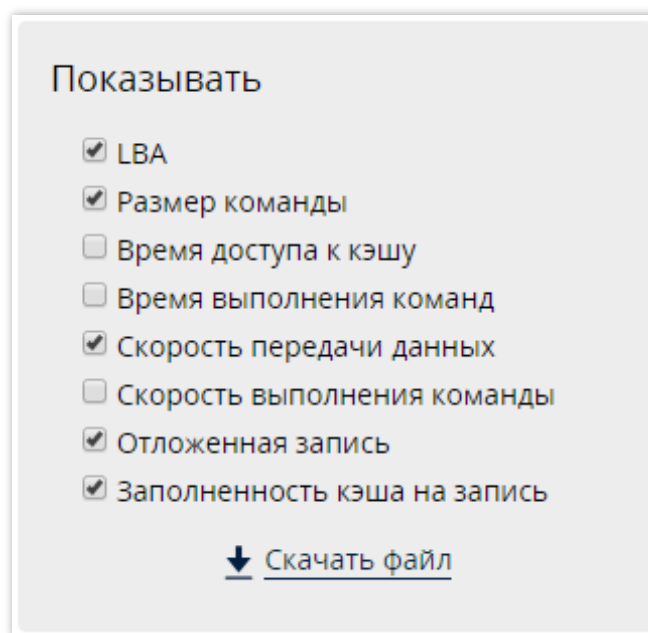 Показывать
LBA
Размер команды
Время доступа к кэшу
Время выполнения команд
Скорость передачи данных
Скорость выполнения команды
Отложенная запись
Заполненность кэша на запись
Скачать файл